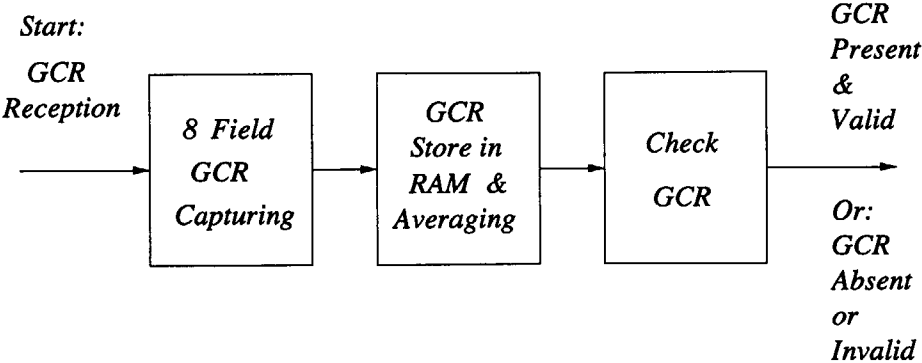 Start:
GCR
Reception
8 Field
GCR
Capturing
GCR
Store in
RAM &
Averaging
Check
GCR
GCR
Present
&
Valid
Or:
GCR
Absent
or
Invalid